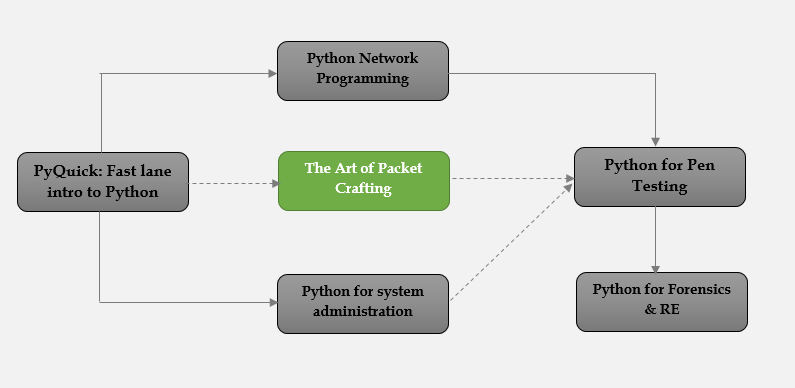 Python Network
Programming
PyQuick: Fast lane
intro to Python
The Art of Packet
Crafting
Python for Pen
Testing
Python for system
administration
Python for Forensics
& RE